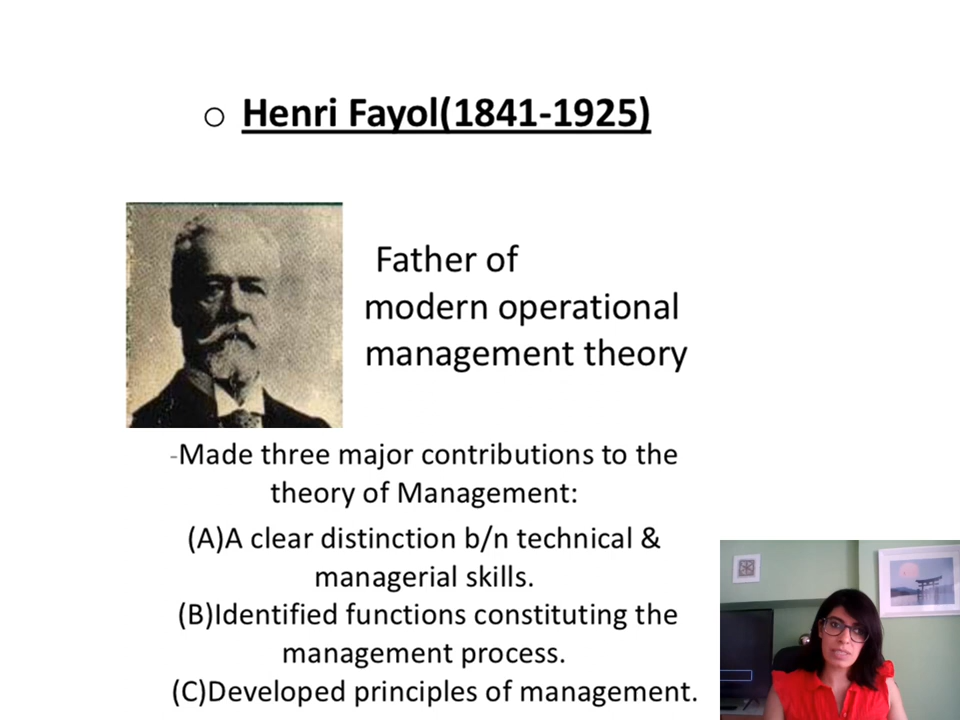 o Henri Fayol(1841-1925)
Father of
modern operational
management theory
-Made three major contributions to the
theory of Management:
(A)A clear distinction b/n technical &
managerial skills.
(B)Identified functions constituting the
management process.
(C)Developed principles of management.